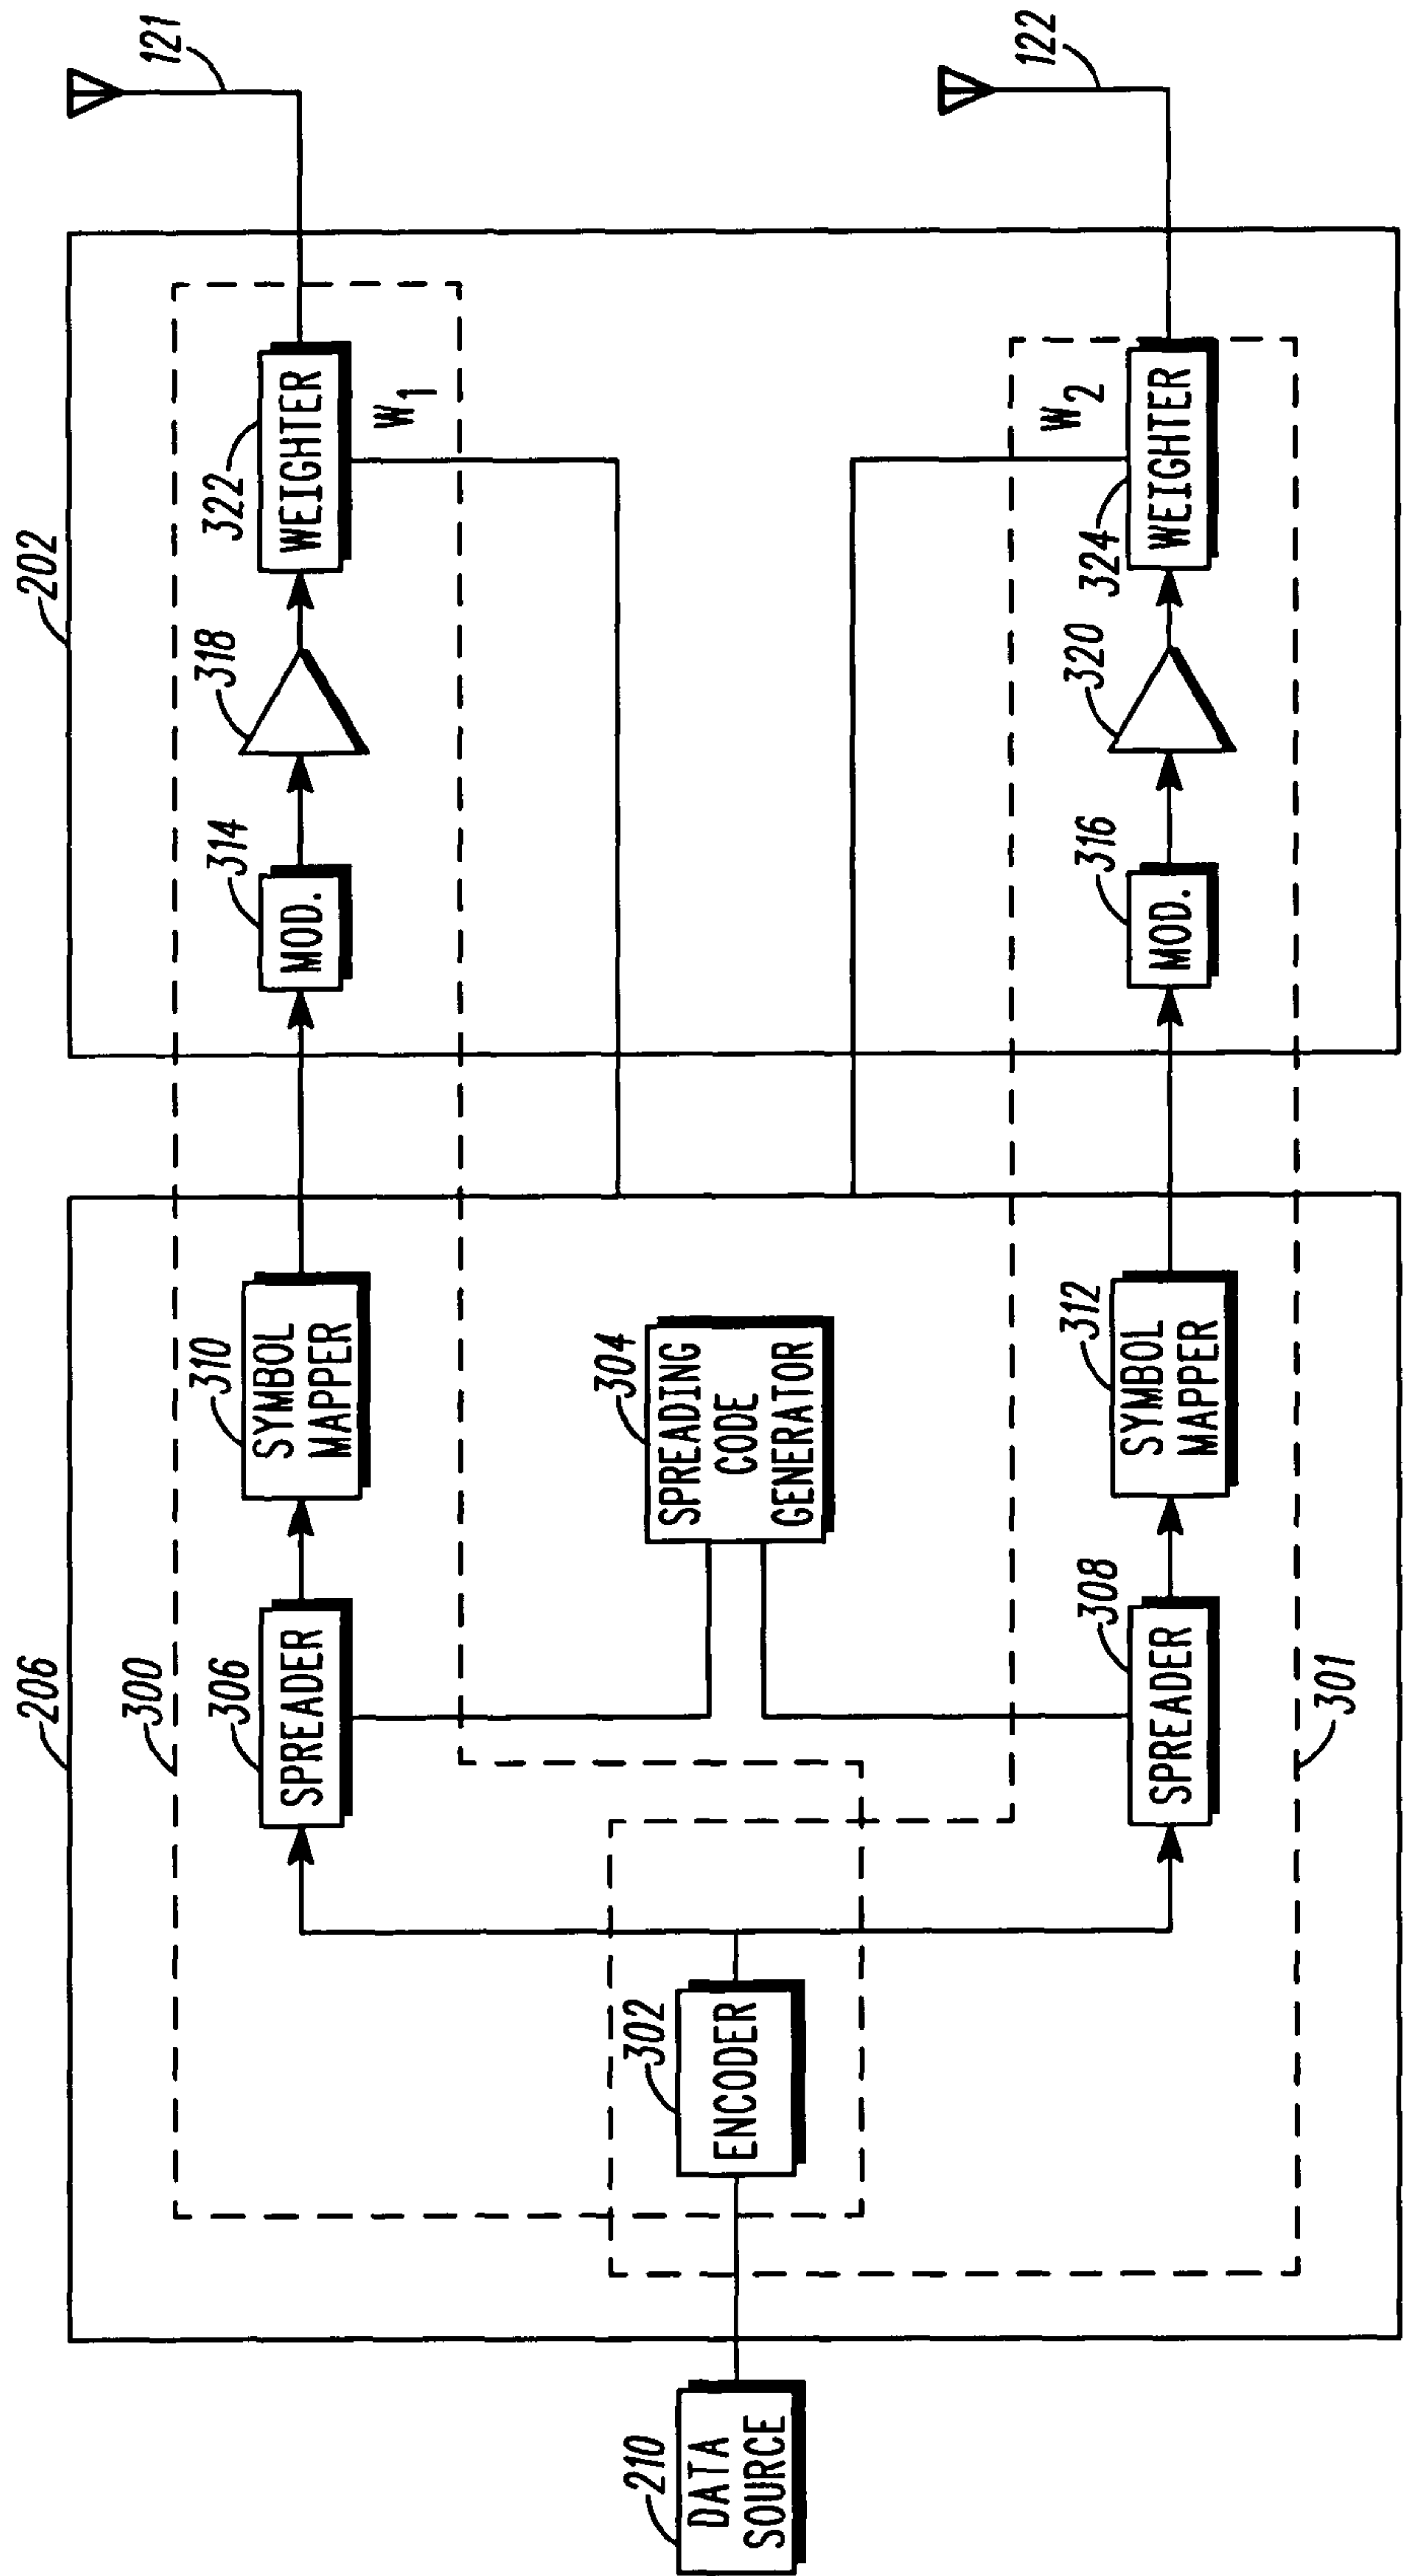 206
202
300
306
SPREADER
310
SYMBOL
MAPPER
314
MOD.
318
322
WEIGHTER
W1
121
210
DATA
SOURCE
302
ENCODER
304
SPREADING
CODE
GENERATOR
308
SPREADER
312
SYMBOL
MAPPER
316
MOD.
320
324
WEIGHTER
W2
122
301